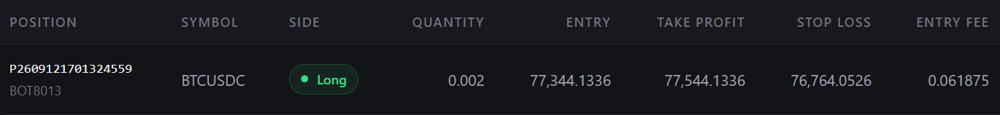 POSITION SYMBOL SIDE QUANTITY ENTRY TAKE PROFIT STOP LOSS ENTRY FEE
P2609121701324559 BTCUSDC Long 0.002 77,344.1336 77,544.1336 76,764.0526 0.061875
BOT8013